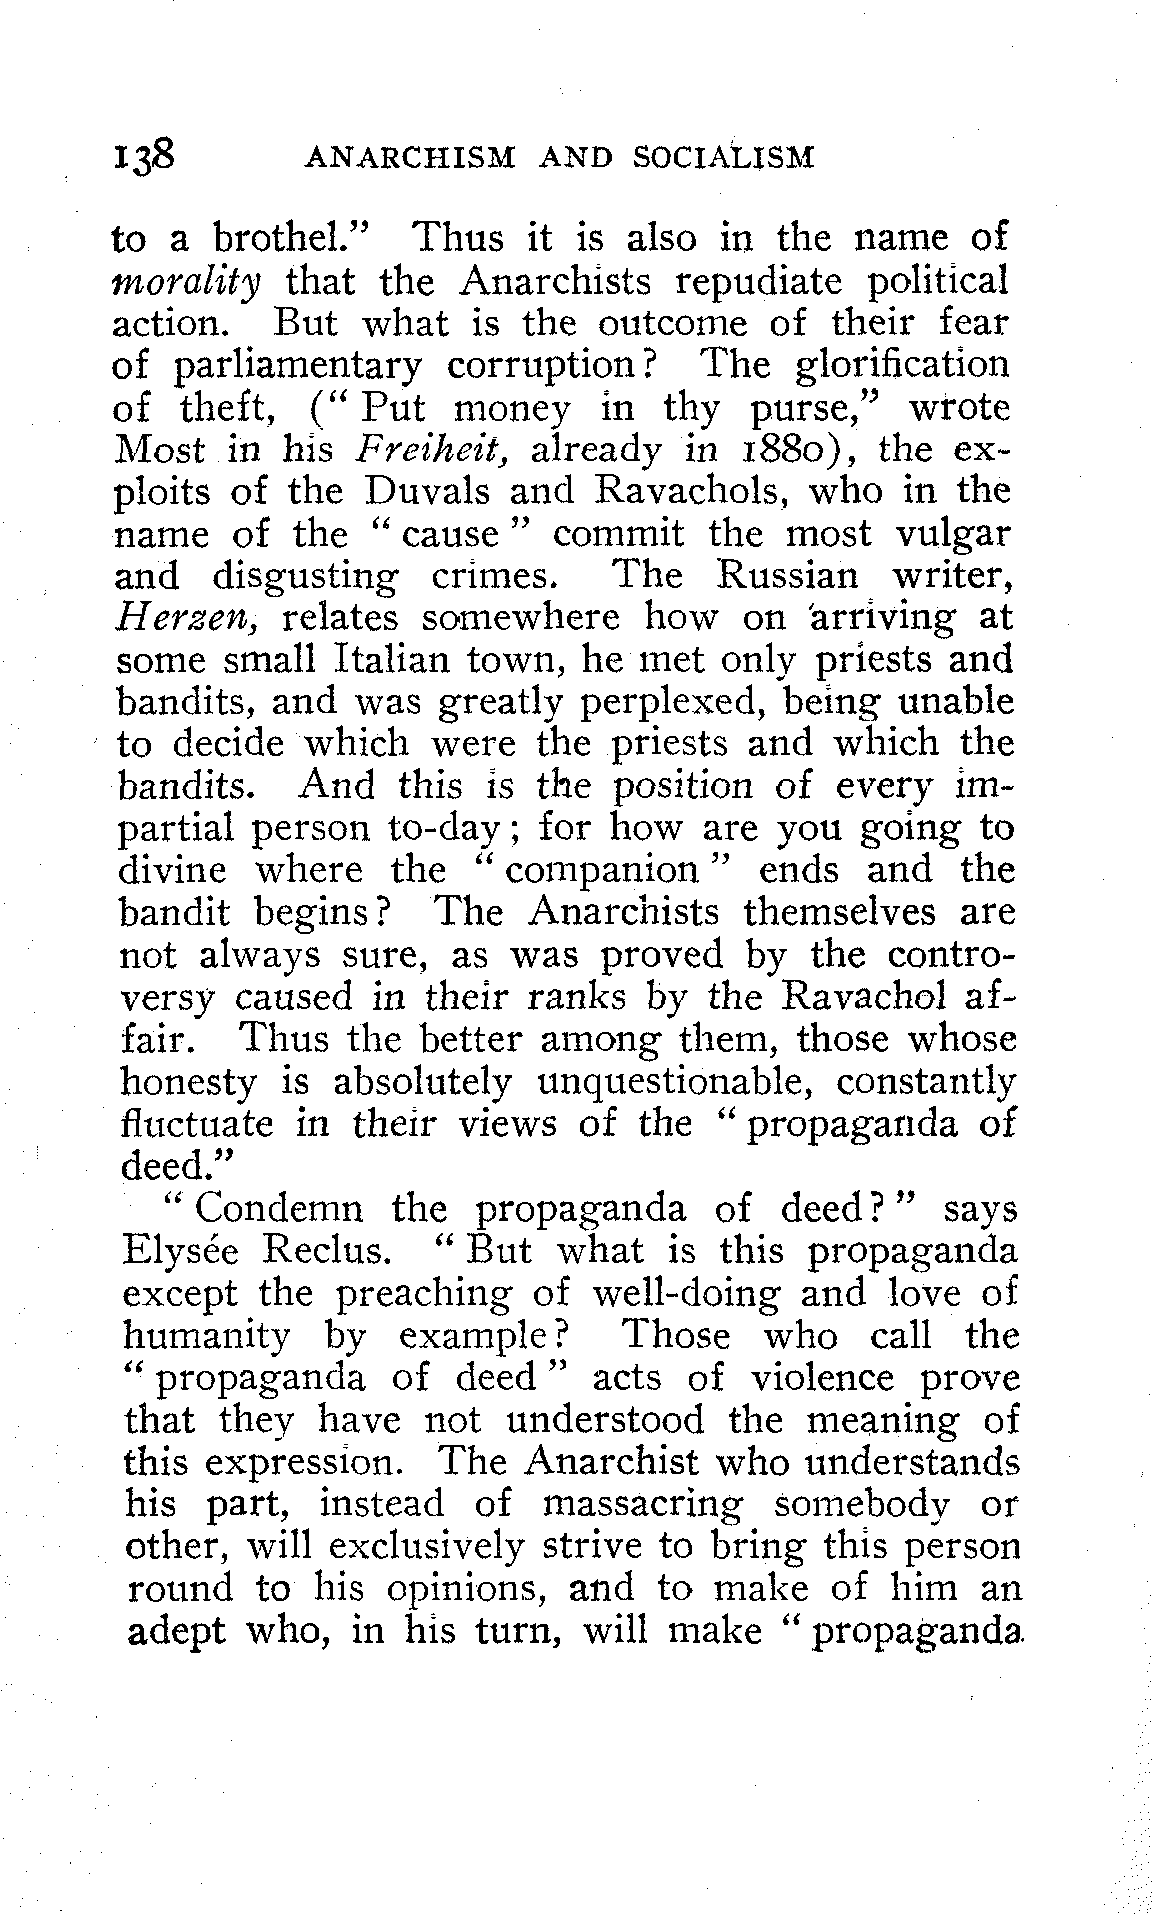 138 ANARCHISM AND SOCIALISM
to a brothel." Thus it is also in the name of
morality that the Anarchists repudiate political
action. But what is the outcome of their fear
of parliamentary corruption? The glorification
of theft, (" Put money in thy purse," wrote
Most in his Freiheit, already in 1880), the ex-
ploits of the Duvals and Ravachols, who in the
name of the " cause " commit the most vulgar
and disgusting crimes. The Russian writer,
Herzen, relates somewhere how on arriving at
some small Italian town, he met only priests and
bandits, and was greatly perplexed, being unable
to decide which were the priests and which the
bandits. And this is the position of every im-
partial person to-day; for how are you going to
divine where the " companion " ends and the
bandit begins? The Anarchists themselves are
not always sure, as was proved by the contro-
versy caused in their ranks by the Ravachol af-
fair. Thus the better among them, those whose
honesty is absolutely unquestionable, constantly
fluctuate in their views of the " propaganda of
deed."
" Condemn the propaganda of deed? " says
Elysée Reclus. " But what is this propaganda
except the preaching of well-doing and love of
humanity by example? Those who call the
" propaganda of deed " acts of violence prove
that they have not understood the meaning of
this expression. The Anarchist who understands
his part, instead of massacring somebody or
other, will exclusively strive to bring this person
round to his opinions, and to make of him an
adept who, in his turn, will make " propaganda